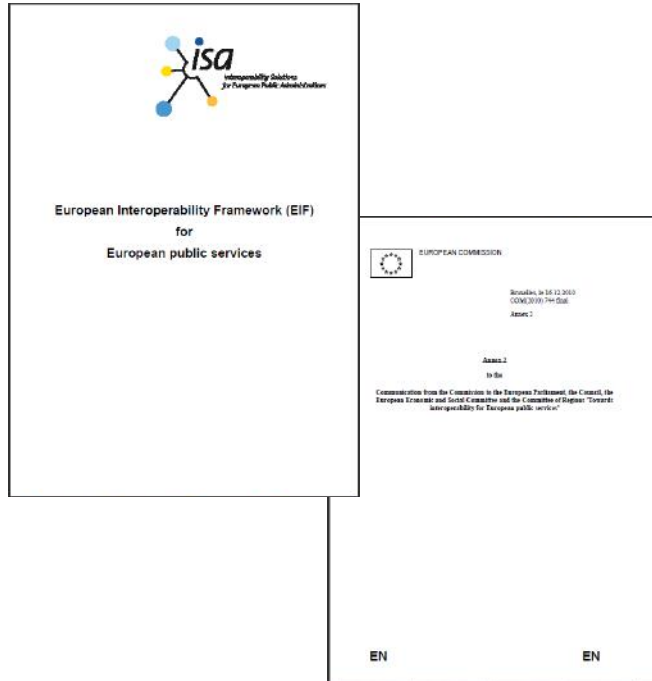 isa
Interoperability Solutions
for European Public Administrations
European Interoperability Framework (EIF)
for
European public services
EUROPEAN COMMISSION
Bruxelles, le 16.12.2010
COM(2010) 744 final
Annex 2
Annex 2
to the
Communication from the Commission to the European Parliament, the Council, the
European Economic and Social Committee and the Committee of Regions 'Towards
interoperability for European public services'
EN EN